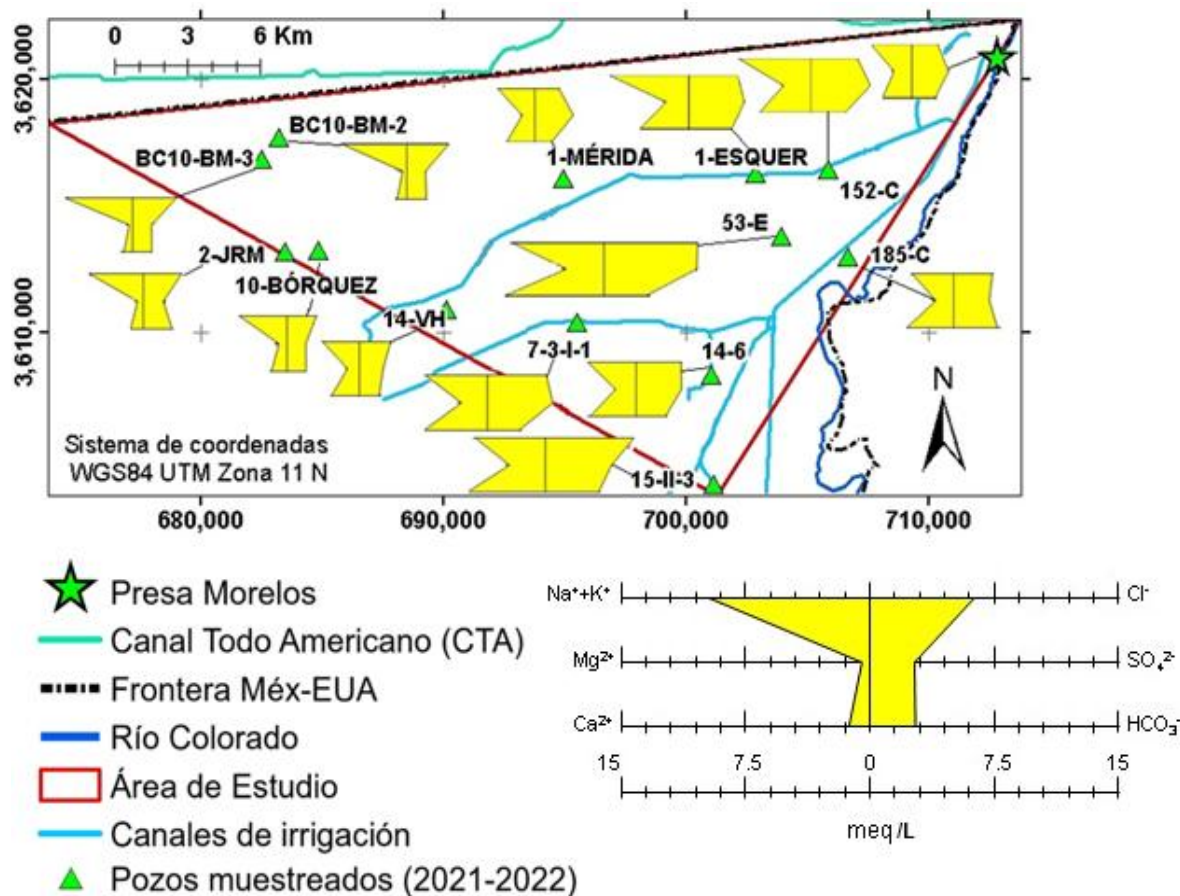 0 3 6 Km
3,620,000
3,610,000
BC10-BM-2
BC10-BM-3
1-MÉRIDA
1-ESQUER
152-C
53-E
185-C
2-JRM
10-BÓRQUEZ
14-VH
7-3-I-1
14-6
15-II-3
N
Sistema de coordenadas
WGS84 UTM Zona 11 N
680,000 690,000 700,000 710,000
Presa Morelos
Canal Todo Americano (CTA)
Frontera Méx-EUA
Río Colorado
Área de Estudio
Canales de irrigación
Pozos muestreados (2021-2022)
Na⁺+K⁺ Cl⁻
Mg²⁺ SO₄²⁻
Ca²⁺ HCO₃⁻
15 7.5 0 7.5 15
meq /L